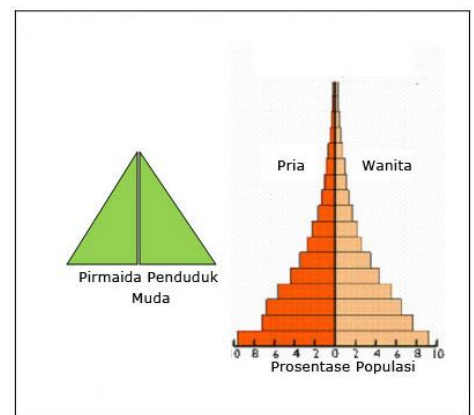 Pirmaida Penduduk
Muda
Pria Wanita
0 8 6 4 2 0 2 4 6 8 10
Prosentase Populasi